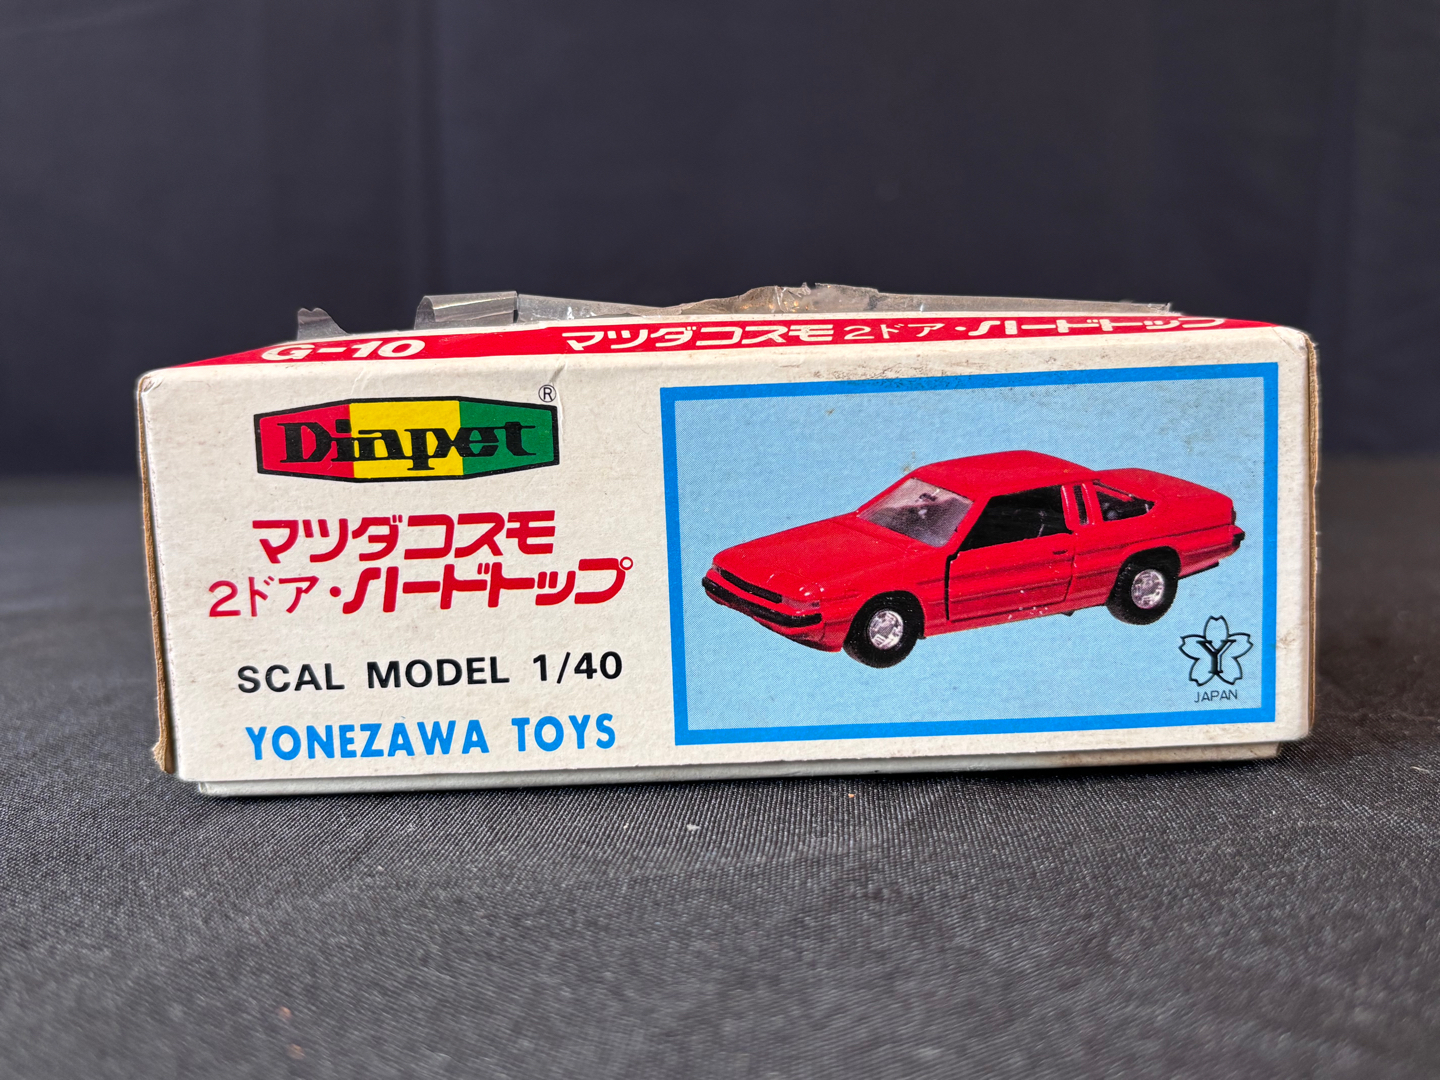 G-10 マツダコスモ2ドア・ハードトップ
Diapet ®
マツダコスモ
2ドア・ハードトップ
SCAL MODEL 1/40
YONEZAWA TOYS
Y
JAPAN